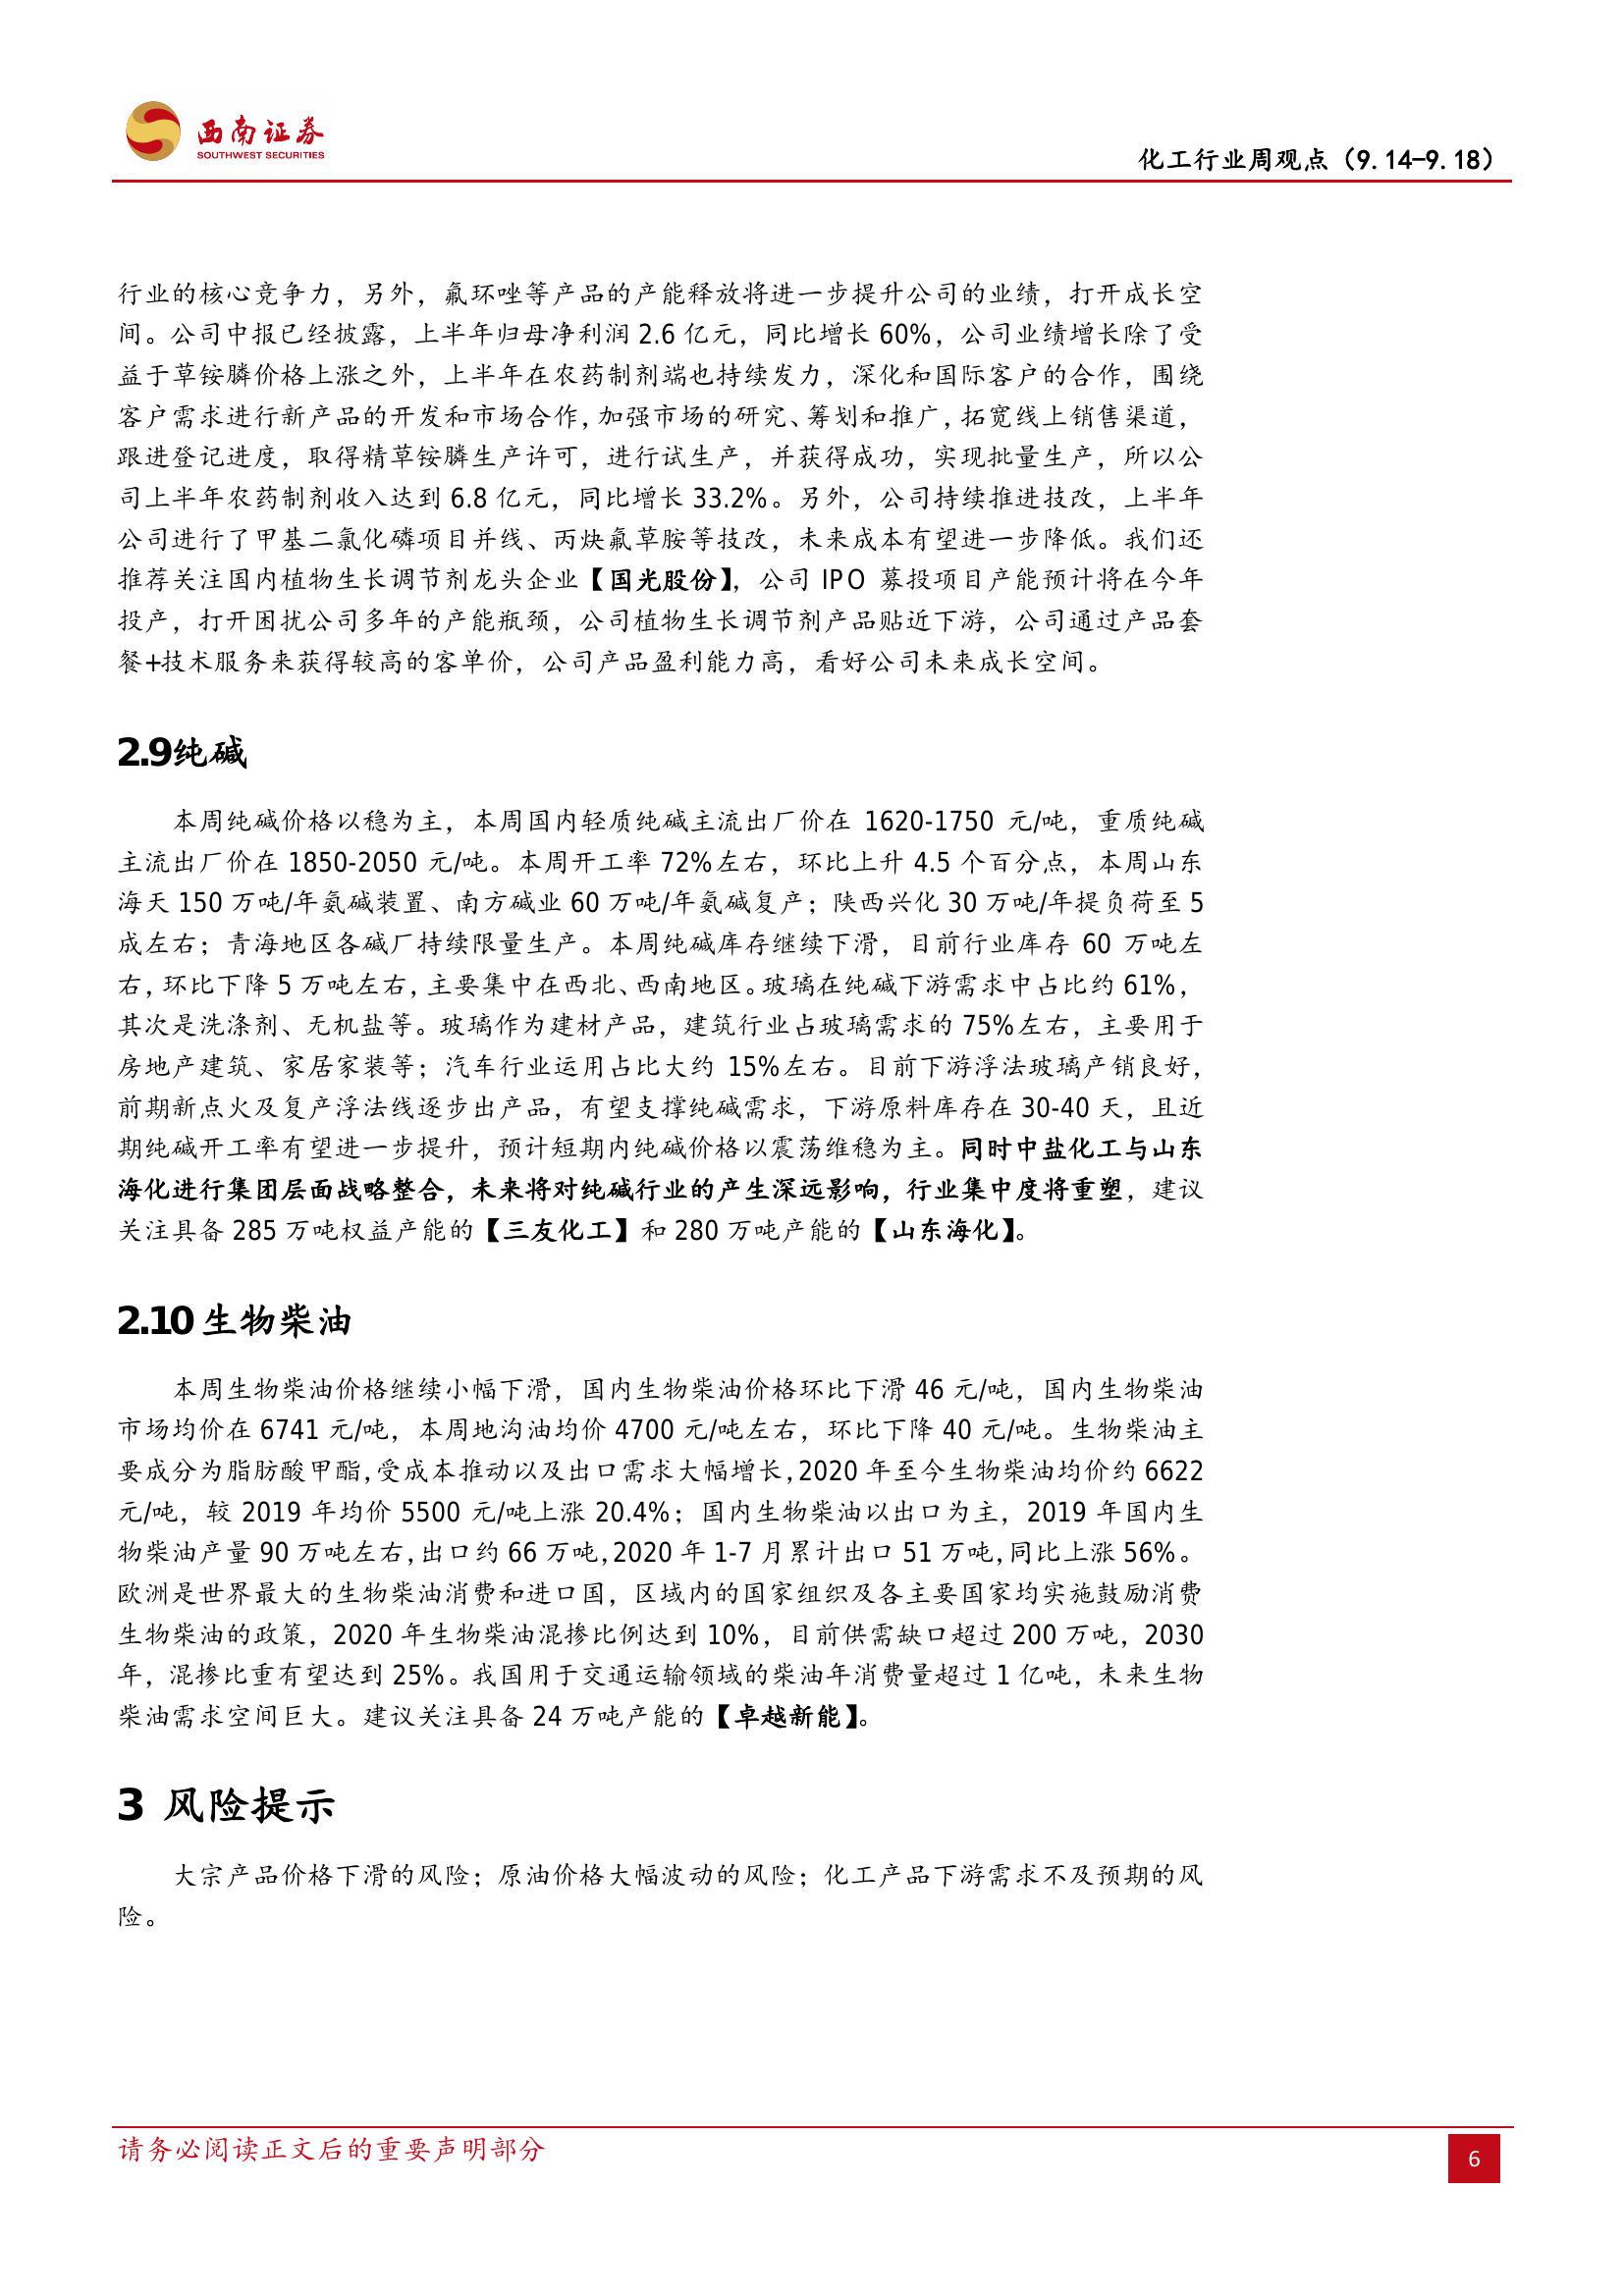 西南证券
SOUTHWEST SECURITIES
化工行业周观点（9.14-9.18）
行业的核心竞争力，另外，氟环唑等产品的产能释放将进一步提升公司的业绩，打开成长空
间。公司中报已经披露，上半年归母净利润 2.6 亿元，同比增长 60%，公司业绩增长除了受
益于草铵膦价格上涨之外，上半年在农药制剂端也持续发力，深化和国际客户的合作，围绕
客户需求进行新产品的开发和市场合作，加强市场的研究、筹划和推广，拓宽线上销售渠道，
跟进登记进度，取得精草铵膦生产许可，进行试生产，并获得成功，实现批量生产，所以公
司上半年农药制剂收入达到 6.8 亿元，同比增长 33.2%。另外，公司持续推进技改，上半年
公司进行了甲基二氯化磷项目并线、丙炔氟草胺等技改，未来成本有望进一步降低。我们还
推荐关注国内植物生长调节剂龙头企业【国光股份】，公司 IPO 募投项目产能预计将在今年
投产，打开困扰公司多年的产能瓶颈，公司植物生长调节剂产品贴近下游，公司通过产品套
餐+技术服务来获得较高的客单价，公司产品盈利能力高，看好公司未来成长空间。
2.9纯碱
本周纯碱价格以稳为主，本周国内轻质纯碱主流出厂价在 1620-1750 元/吨，重质纯碱
主流出厂价在 1850-2050 元/吨。本周开工率 72%左右，环比上升 4.5 个百分点，本周山东
海天 150 万吨/年氨碱装置、南方碱业 60 万吨/年氨碱复产；陕西兴化 30 万吨/年提负荷至 5
成左右；青海地区各碱厂持续限量生产。本周纯碱库存继续下滑，目前行业库存 60 万吨左
右，环比下降 5 万吨左右，主要集中在西北、西南地区。玻璃在纯碱下游需求中占比约 61%，
其次是洗涤剂、无机盐等。玻璃作为建材产品，建筑行业占玻璃需求的 75%左右，主要用于
房地产建筑、家居家装等；汽车行业运用占比大约 15%左右。目前下游浮法玻璃产销良好，
前期新点火及复产浮法线逐步出产品，有望支撑纯碱需求，下游原料库存在 30-40 天，且近
期纯碱开工率有望进一步提升，预计短期内纯碱价格以震荡维稳为主。同时中盐化工与山东
海化进行集团层面战略整合，未来将对纯碱行业的产生深远影响，行业集中度将重塑，建议
关注具备 285 万吨权益产能的【三友化工】和 280 万吨产能的【山东海化】。
2.10 生物柴油
本周生物柴油价格继续小幅下滑，国内生物柴油价格环比下滑 46 元/吨，国内生物柴油
市场均价在 6741 元/吨，本周地沟油均价 4700 元/吨左右，环比下降 40 元/吨。生物柴油主
要成分为脂肪酸甲酯，受成本推动以及出口需求大幅增长，2020 年至今生物柴油均价约 6622
元/吨，较 2019 年均价 5500 元/吨上涨 20.4%；国内生物柴油以出口为主，2019 年国内生
物柴油产量 90 万吨左右，出口约 66 万吨，2020 年 1-7 月累计出口 51 万吨，同比上涨 56%。
欧洲是世界最大的生物柴油消费和进口国，区域内的国家组织及各主要国家均实施鼓励消费
生物柴油的政策，2020 年生物柴油混掺比例达到 10%，目前供需缺口超过 200 万吨，2030
年，混掺比重有望达到 25%。我国用于交通运输领域的柴油年消费量超过 1 亿吨，未来生物
柴油需求空间巨大。建议关注具备 24 万吨产能的【卓越新能】。
3 风险提示
大宗产品价格下滑的风险；原油价格大幅波动的风险；化工产品下游需求不及预期的风
险。
请务必阅读正文后的重要声明部分
6